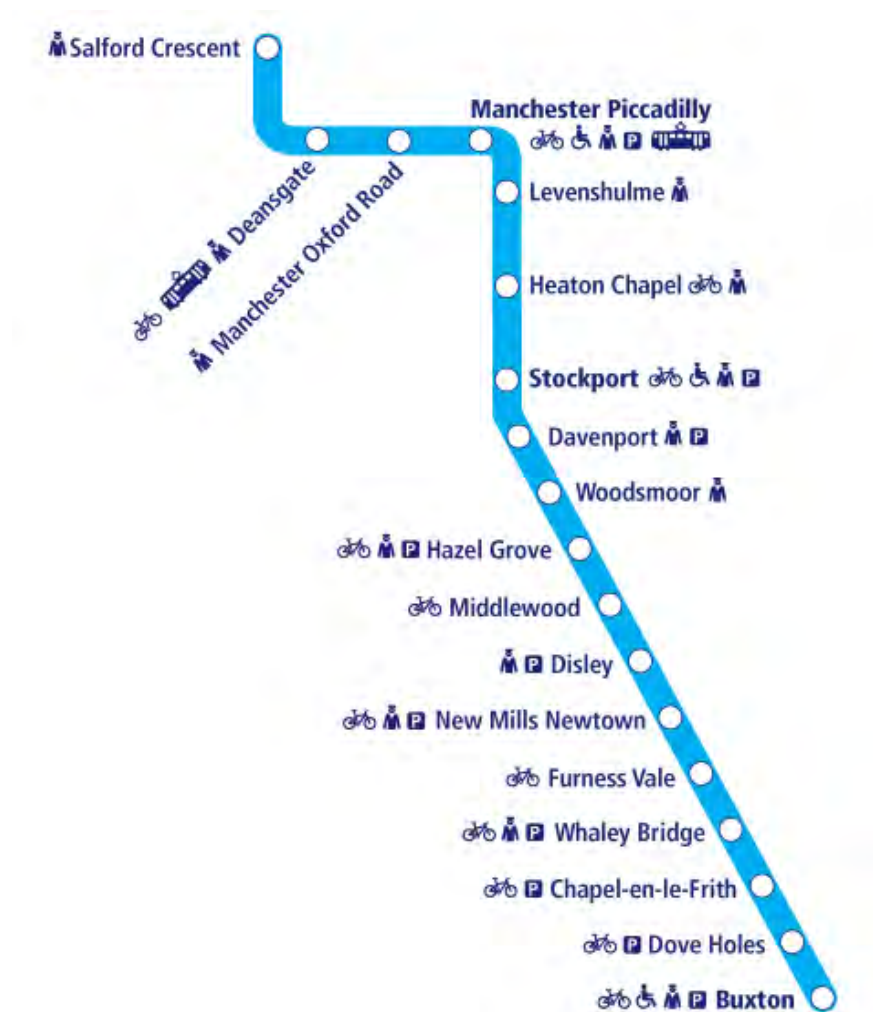 Salford Crescent
Manchester Piccadilly
P
Deansgate
Manchester Oxford Road
Levenshulme
Heaton Chapel
Stockport P
Davenport P
Woodsmoor
P Hazel Grove
Middlewood
P Disley
P New Mills Newtown
Furness Vale
P Whaley Bridge
P Chapel-en-le-Frith
P Dove Holes
P Buxton